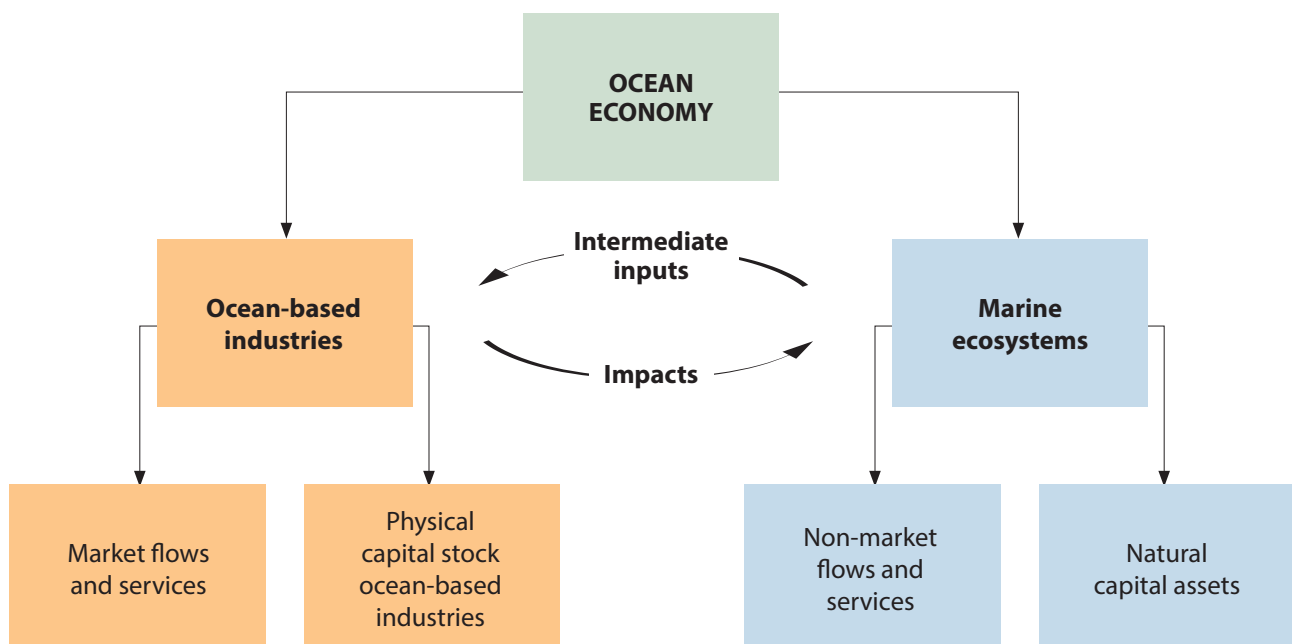 OCEAN
ECONOMY
Intermediate
inputs
Ocean-based
industries
Marine
ecosystems
Impacts
Market flows
and services
Physical
capital stock
ocean-based
industries
Non-market
flows and
services
Natural
capital assets